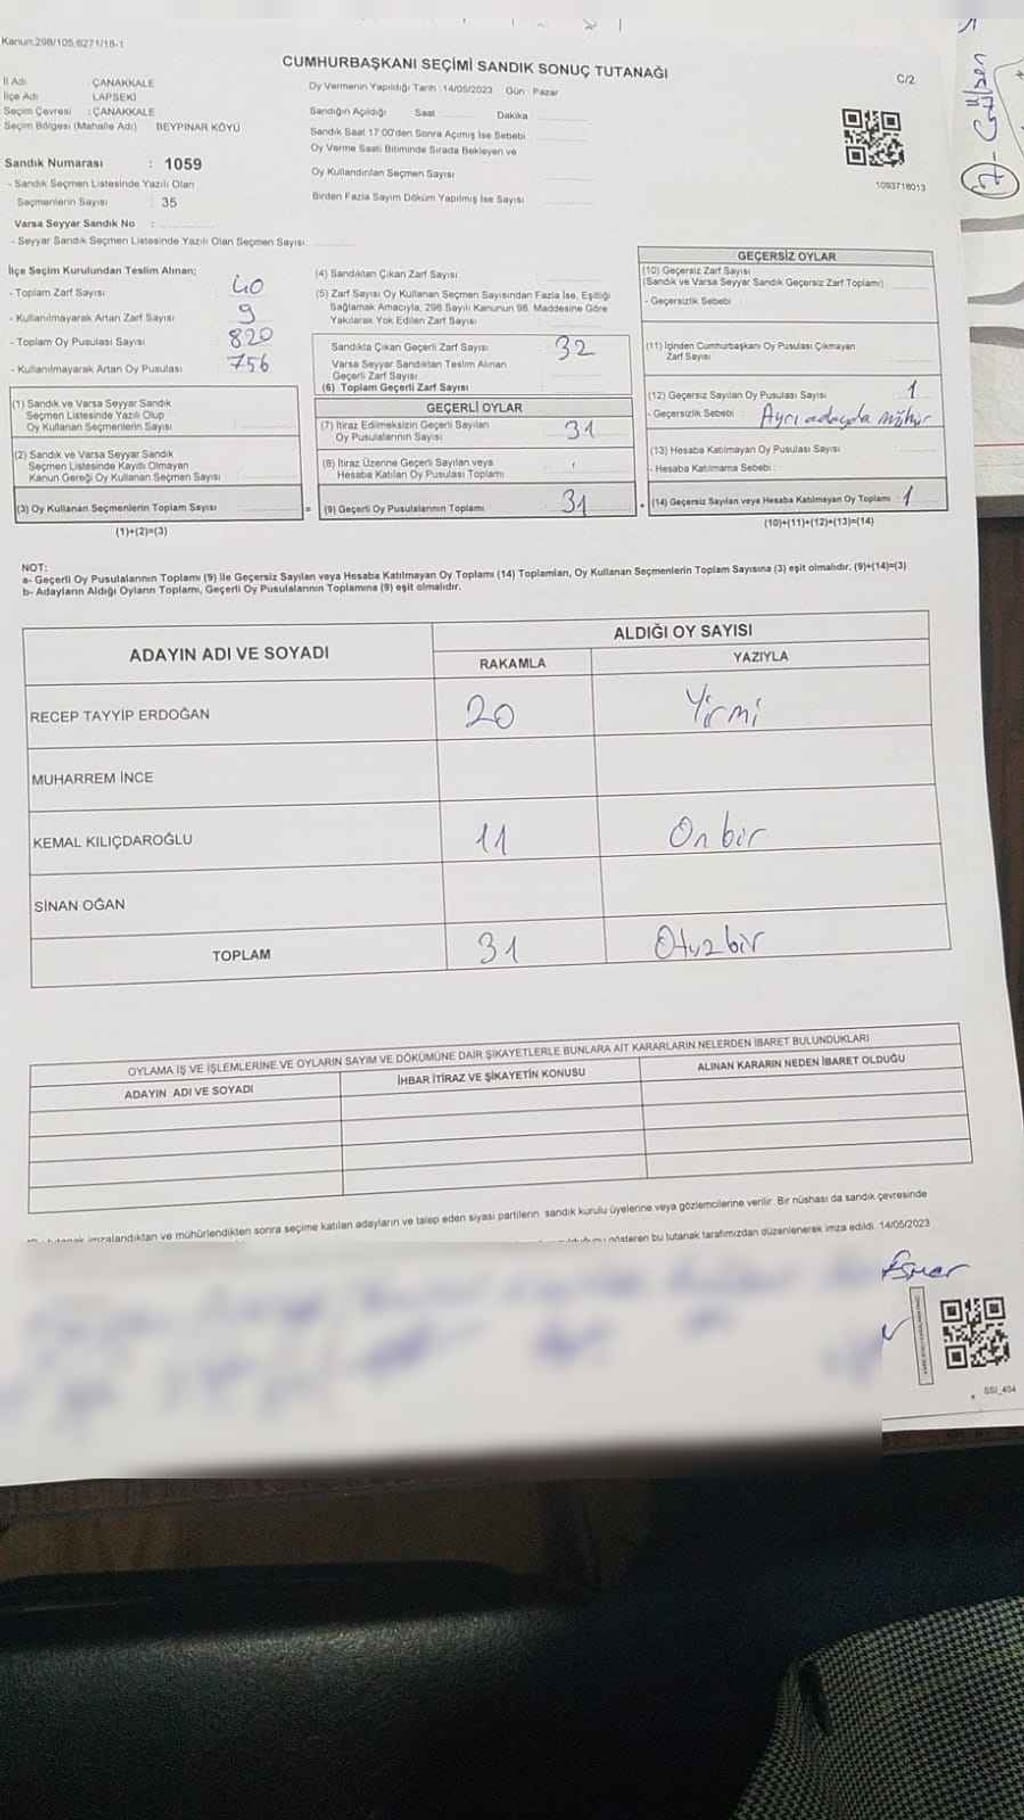 Kanun:298/105,6271/18-1
CUMHURBAŞKANI SEÇİMİ SANDIK SONUÇ TUTANAĞI
C/2
İl Adı ÇANAKKALE
İlçe Adı LAPSEKİ
Seçim Çevresi : ÇANAKKALE
Seçim Bölgesi (Mahalle Adı) BEYPINAR KÖYÜ
Sandık Numarası : 1059
- Sandık Seçmen Listesinde Yazılı Olan
Seçmenlerin Sayısı : 35
Varsa Seyyar Sandık No :
- Seyyar Sandık Seçmen Listesinde Yazılı Olan Seçmen Sayısı:
Oy Vermenin Yapıldığı Tarih :14/05/2023 Gün : Pazar
Sandığın Açıldığı Saat Dakika
Sandık Saat 17:00'den Sonra Açımış İse Sebebi
Oy Verme Saati Bitiminde Sırada Bekleyen ve
Oy Kullandırılan Seçmen Sayısı
Birden Fazla Sayım Döküm Yapılmış İse Sayısı
1093718013
İlçe Seçim Kurulundan Teslim Alınan;
- Toplam Zarf Sayısı 40
- Kullanılmayarak Artan Zarf Sayısı 9
- Toplam Oy Pusulası Sayısı 820
- Kullanılmayarak Artan Oy Pusulası 756
(1) Sandık ve Varsa Seyyar Sandık
Seçmen Listesinde Yazılı Olup
Oy Kullanan Seçmenlerin Sayısı
(2) Sandık ve Varsa Seyyar Sandık
Seçmen Listesinde Kaydı Olmayan
Kanun Gereği Oy Kullanan Seçmen Sayısı
(3) Oy Kullanan Seçmenlerin Toplam Sayısı
(1)+(2)=(3)
(4) Sandıktan Çıkan Zarf Sayısı
(5) Zarf Sayısı Oy Kullanan Seçmen Sayısından Fazla İse, Eşitliği
Sağlamak Amacıyla, 298 Sayılı Kanunun 98. Maddesine Göre
Yakılarak Yok Edilen Zarf Sayısı
Sandıkta Çıkan Geçerli Zarf Sayısı 32
Varsa Seyyar Sandıktan Teslim Alınan
Geçerli Zarf Sayısı
(6) Toplam Geçerli Zarf Sayısı
GEÇERLİ OYLAR
(7) İtiraz Edilmeksizin Geçerli Sayılan
Oy Pusulalarının Sayısı 31
(8) İtiraz Üzerine Geçerli Sayılan veya
Hesaba Katılan Oy Pusulası Toplamı
= (9) Geçerli Oy Pusulalarının Toplamı 31
GEÇERSİZ OYLAR
(10) Geçersiz Zarf Sayısı
(Sandık ve Varsa Seyyar Sandık Geçersiz Zarf Toplamı)
- Geçersizlik Sebebi
(11) İçinden Cumhurbaşkanı Oy Pusulası Çıkmayan
Zarf Sayısı
(12) Geçersiz Sayılan Oy Pusulası Sayısı 1
- Geçersizlik Sebebi : Ayrı adayda mühür
(13) Hesaba Katılmayan Oy Pusulası Sayısı
- Hesaba Katılmama Sebebi :
+ (14) Geçersiz Sayılan veya Hesaba Katılmayan Oy Toplamı 1
(10)+(11)+(12)+(13)=(14)
NOT:
a- Geçerli Oy Pusulalarının Toplamı (9) ile Geçersiz Sayılan veya Hesaba Katılmayan Oy Toplamı (14) Toplamları, Oy Kullanan Seçmenlerin Toplam Sayısına (3) eşit olmalıdır. (9)+(14)=(3)
b- Adayların Aldığı Oyların Toplamı, Geçerli Oy Pusulalarının Toplamına (9) eşit olmalıdır.
ADAYIN ADI VE SOYADI ALDIĞI OY SAYISI
RAKAMLA YAZIYLA
RECEP TAYYİP ERDOĞAN 20 Yirmi
MUHARREM İNCE
KEMAL KILIÇDAROĞLU 11 On bir
SİNAN OĞAN
TOPLAM 31 Otuz bir
OYLAMA İŞ VE İŞLEMLERİNE VE OYLARIN SAYIM VE DÖKÜMÜNE DAİR ŞİKAYETLERLE BUNLARA AİT KARARLARIN NELERDEN İBARET BULUNDUKLARI
ADAYIN ADI VE SOYADI İHBAR İTİRAZ VE ŞİKAYETİN KONUSU ALINAN KARARIN NEDEN İBARET OLDUĞU
imzalandıktan ve mühürlendikten sonra seçime katılan adayların ve talep eden siyasi partilerin sandık kurulu üyelerine veya gözlemcilerine verilir. Bir nüshası da sandık çevresinde
gösteren bu tutanak tarafımızdan düzenlenerek imza edildi. 14/05/2023
SSI_404